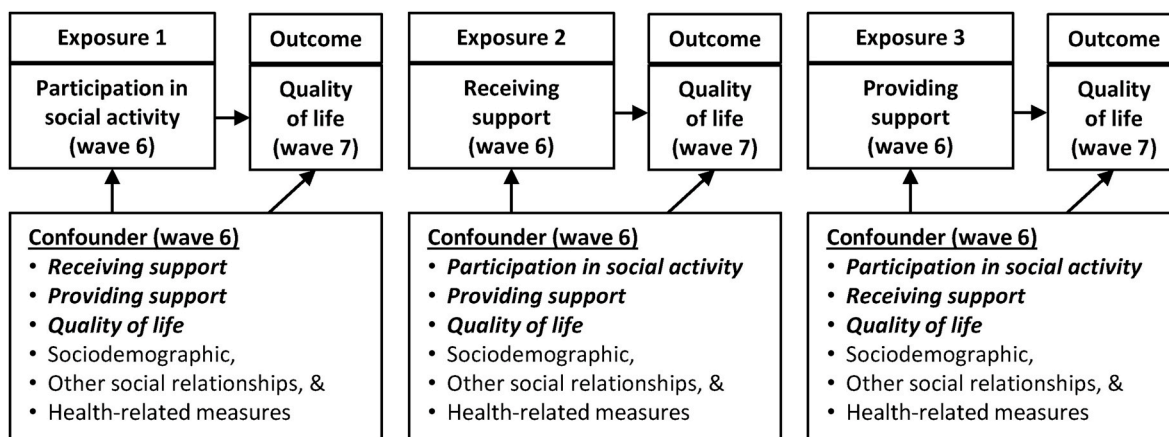 Exposure 1
Outcome
Participation in
social activity
(wave 6)
Quality
of life
(wave 7)
Confounder (wave 6)
• Receiving support
• Providing support
• Quality of life
• Sociodemographic,
• Other social relationships, &
• Health-related measures
Exposure 2
Outcome
Receiving
support
(wave 6)
Quality
of life
(wave 7)
Confounder (wave 6)
• Participation in social activity
• Providing support
• Quality of life
• Sociodemographic,
• Other social relationships, &
• Health-related measures
Exposure 3
Outcome
Providing
support
(wave 6)
Quality
of life
(wave 7)
Confounder (wave 6)
• Participation in social activity
• Receiving support
• Quality of life
• Sociodemographic,
• Other social relationships, &
• Health-related measures